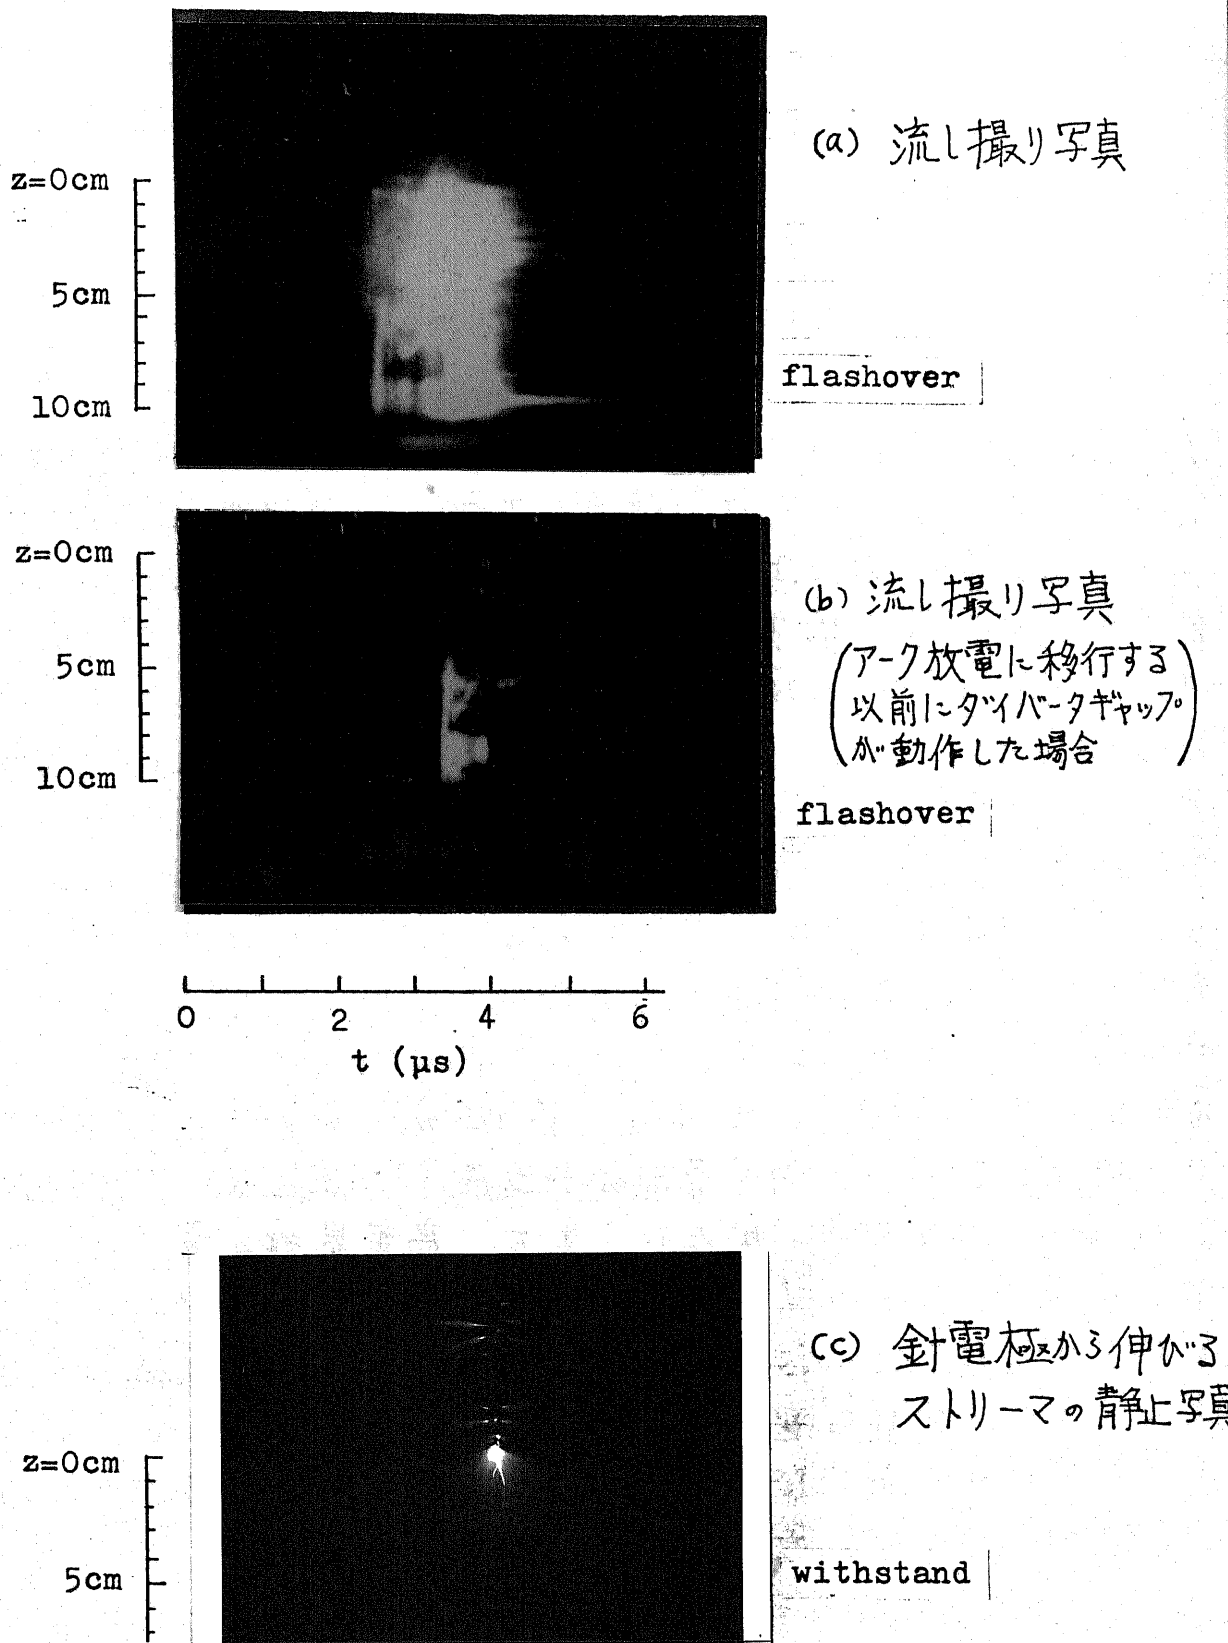 (a) 流し撮り写真
z=0cm
5cm
10cm
flashover
z=0cm
5cm
10cm
(b) 流し撮り写真
(アーク放電に移行する
以前にダイバータギャップ
が動作した場合)
flashover
0 2 4 6
t (μs)
(c) 針電極から伸びる
ストリーマの静止写真
z=0cm
5cm
withstand